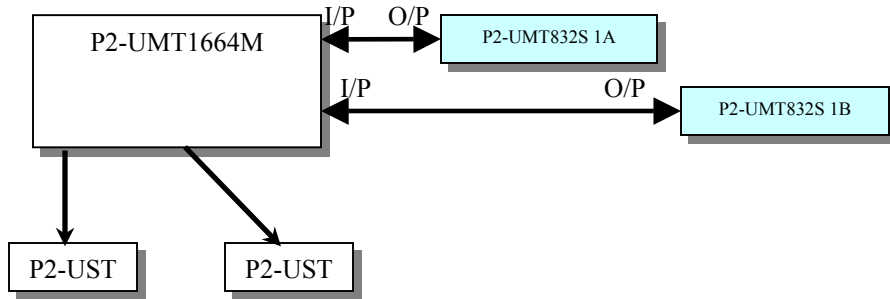 I/P O/P
P2-UMT1664M
P2-UMT832S 1A
I/P O/P
P2-UMT832S 1B
P2-UST
P2-UST